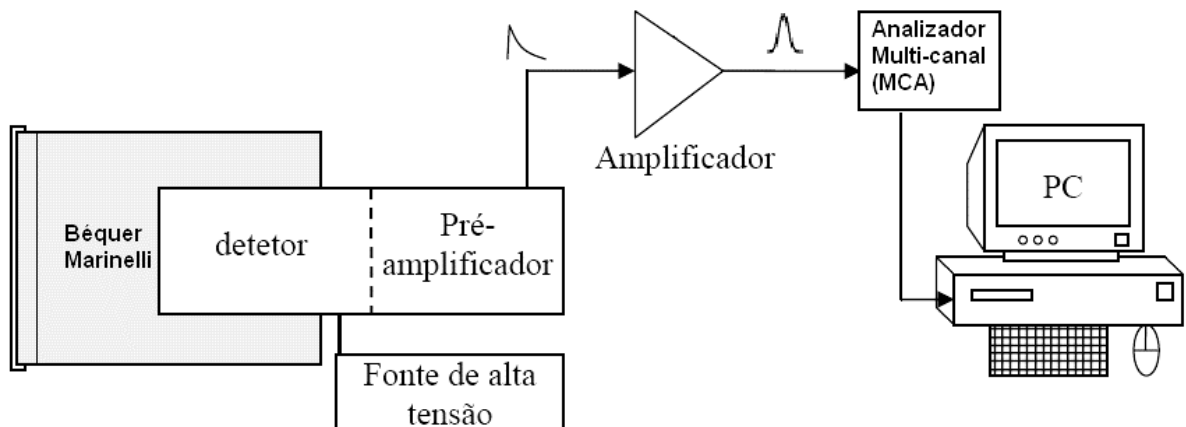 Analizador
Multi-canal
(MCA)
Amplificador
PC
Béquer
Marinelli
detetor
Pré-
amplificador
Fonte de alta
tensão